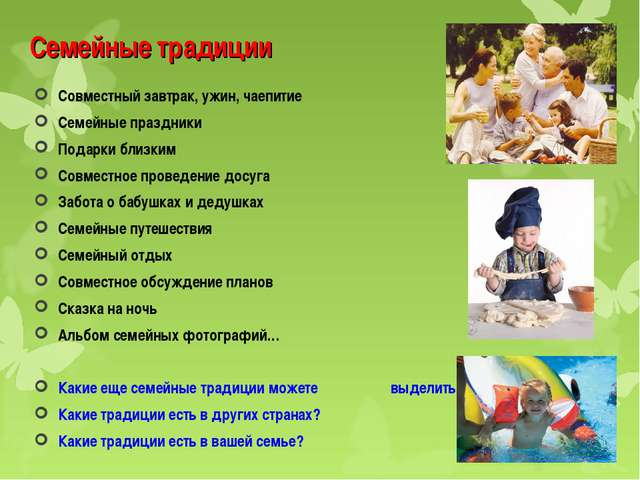 Семейные традиции
Совместный завтрак, ужин, чаепитие
Семейные праздники
Подарки близким
Совместное проведение досуга
Забота о бабушках и дедушках
Семейные путешествия
Семейный отдых
Совместное обсуждение планов
Сказка на ночь
Альбом семейных фотографий...
Какие еще семейные традиции можете выделить
Какие традиции есть в других странах?
Какие традиции есть в вашей семье?